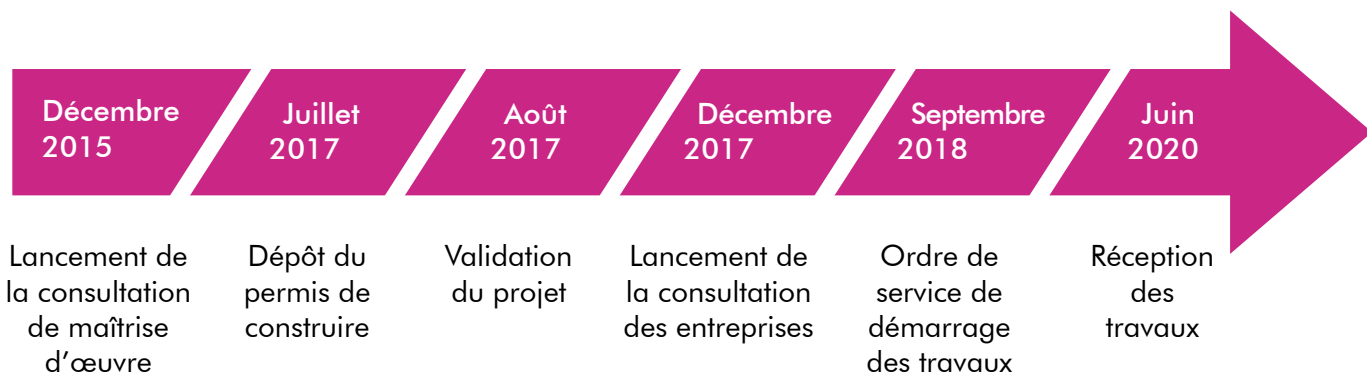 Décembre
2015
Juillet
2017
Août
2017
Décembre
2017
Septembre
2018
Juin
2020
Lancement de
la consultation
de maîtrise
d'œuvre
Dépôt du
permis de
construire
Validation
du projet
Lancement de
la consultation
des entreprises
Ordre de
service de
démarrage
des travaux
Réception
des
travaux